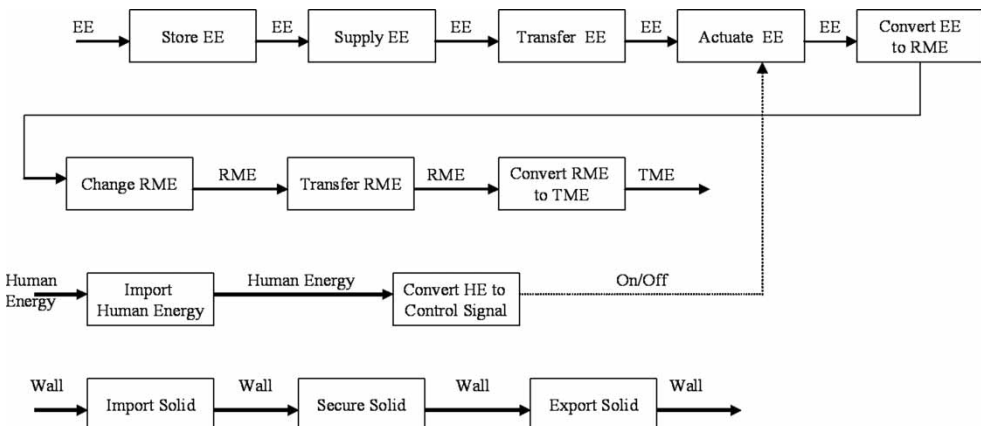 EE
Store EE
EE
Supply EE
EE
Transfer EE
EE
Actuate EE
EE
Convert EE
to RME
Change RME
RME
Transfer RME
RME
Convert RME
to TME
TME
Human
Energy
Import
Human Energy
Human Energy
Convert HE to
Control Signal
On/Off
Wall
Import Solid
Wall
Secure Solid
Wall
Export Solid
Wall